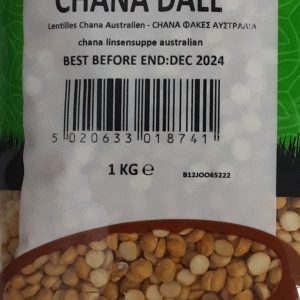 CHANA DALL
Lentilles Chana Australien - CHANA ΦΑΚΕΣ ΑΥΣΤΡΑΛΙΑ
chana linsensuppe australian
BEST BEFORE END:DEC 2024
5 020633 018741
1 KG ℮
B12JOO65222